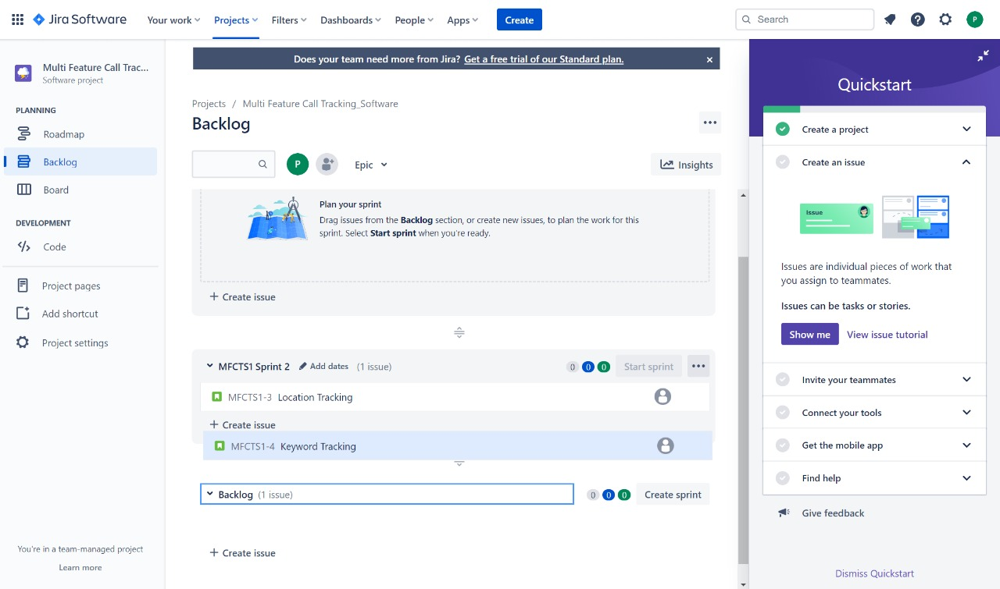 Jira Software
Your work
Projects
Filters
Dashboards
People
Apps
Create
Search
P
Multi Feature Call Trac...
Software project
PLANNING
Roadmap
Backlog
Board
DEVELOPMENT
Code
Project pages
Add shortcut
Project settings
You're in a team-managed project
Learn more
Does your team need more from Jira? Get a free trial of our Standard plan.
Projects / Multi Feature Call Tracking_Software
Backlog
P
Epic
Insights
Plan your sprint
Drag issues from the Backlog section, or create new issues, to plan the work for this
sprint. Select Start sprint when you're ready.
+ Create issue
MFCTS1 Sprint 2 Add dates (1 issue) 0 0 0 Start sprint
MFCTS1-3 Location Tracking
+ Create issue
MFCTS1-4 Keyword Tracking
Backlog (1 issue) 0 0 0 Create sprint
+ Create issue
Quickstart
Create a project
Create an issue
Issue
Issues are individual pieces of work that
you assign to teammates.
Issues can be tasks or stories.
Show me View issue tutorial
Invite your teammates
Connect your tools
Get the mobile app
Find help
Give feedback
Dismiss Quickstart